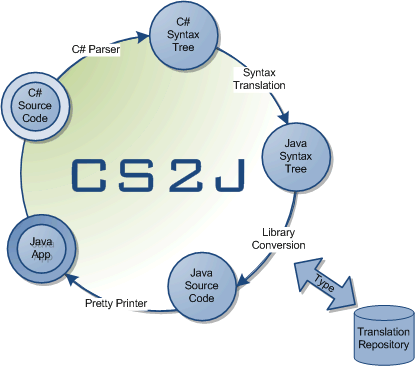 C#
Syntax
Tree
C# Parser
Syntax
Translation
C#
Source
Code
Java
Syntax
Tree
CS2J
Library
Conversion
Java
App
Java
Source
Code
Type
Pretty Printer
Translation
Repository